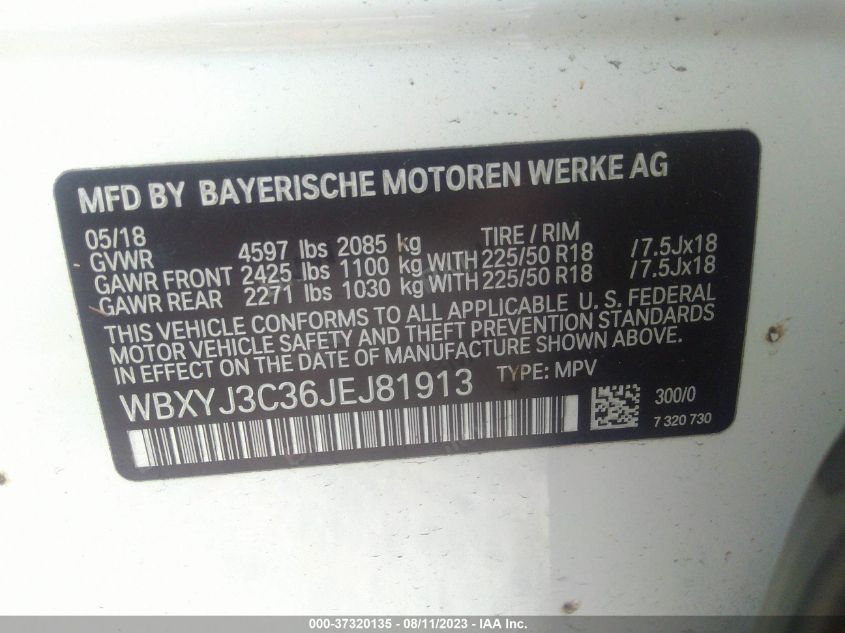 MFD BY BAYERISCHE MOTOREN WERKE AG
05/18 TIRE / RIM
GVWR 4597 lbs 2085 kg
GAWR FRONT 2425 lbs 1100 kg WITH 225/50 R18 /7.5Jx18
GAWR REAR 2271 lbs 1030 kg WITH 225/50 R18 /7.5Jx18
THIS VEHICLE CONFORMS TO ALL APPLICABLE U. S. FEDERAL
MOTOR VEHICLE SAFETY AND THEFT PREVENTION STANDARDS
IN EFFECT ON THE DATE OF MANUFACTURE SHOWN ABOVE.
WBXYJ3C36JEJ81913 TYPE: MPV
300/0
7 320 730
000-37320135 - 08/11/2023 - IAA Inc.